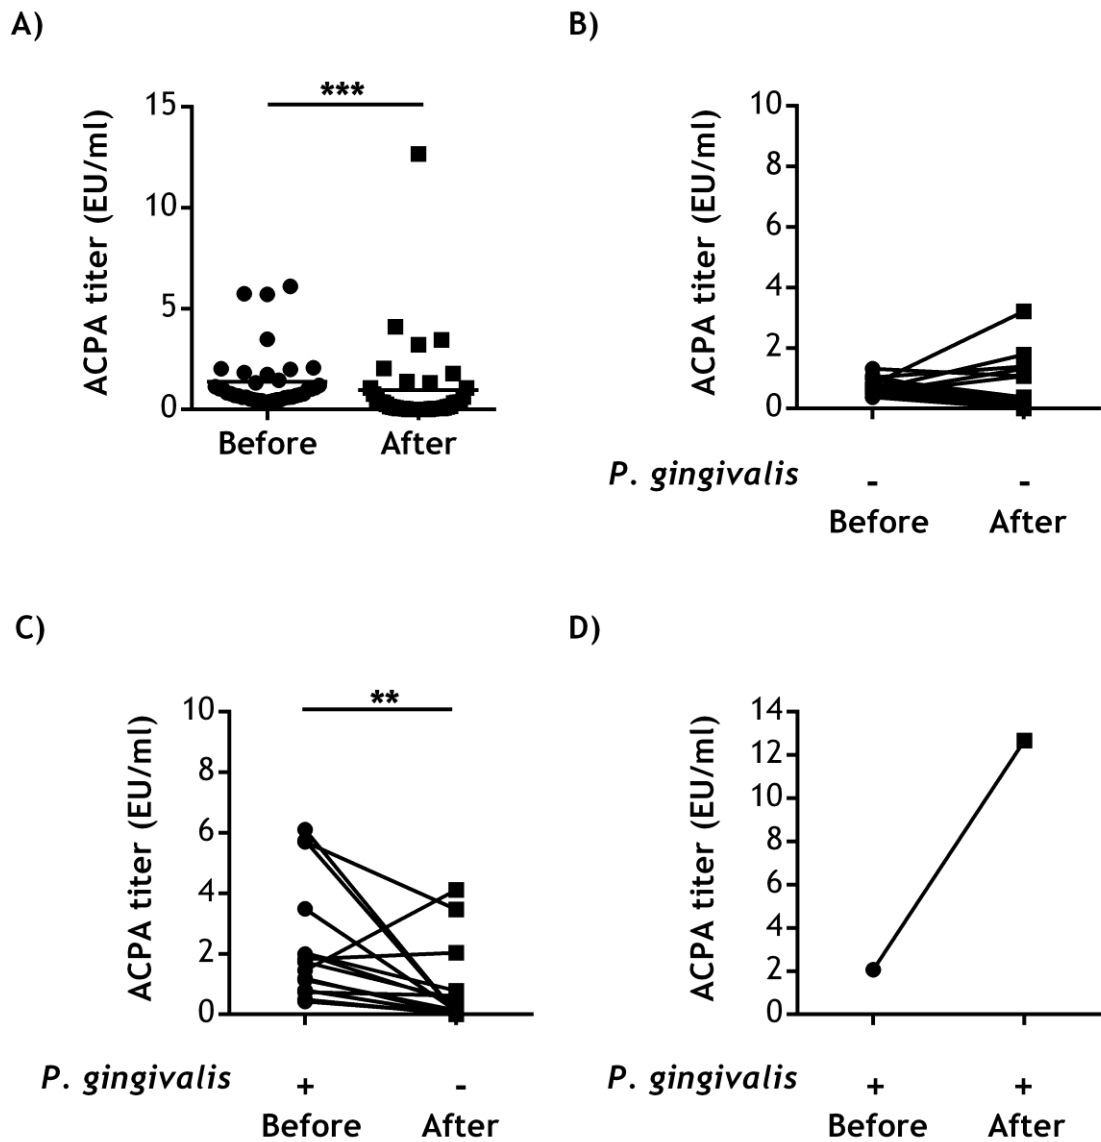 A)
ACPA titer (EU/ml)
15
10
5
0
***
Before
After
B)
ACPA titer (EU/ml)
10
8
6
4
2
0
P. gingivalis - -
Before After
C)
ACPA titer (EU/ml)
10
8
6
4
2
0
**
P. gingivalis + -
Before After
D)
ACPA titer (EU/ml)
14
12
10
8
6
4
2
0
P. gingivalis + +
Before After